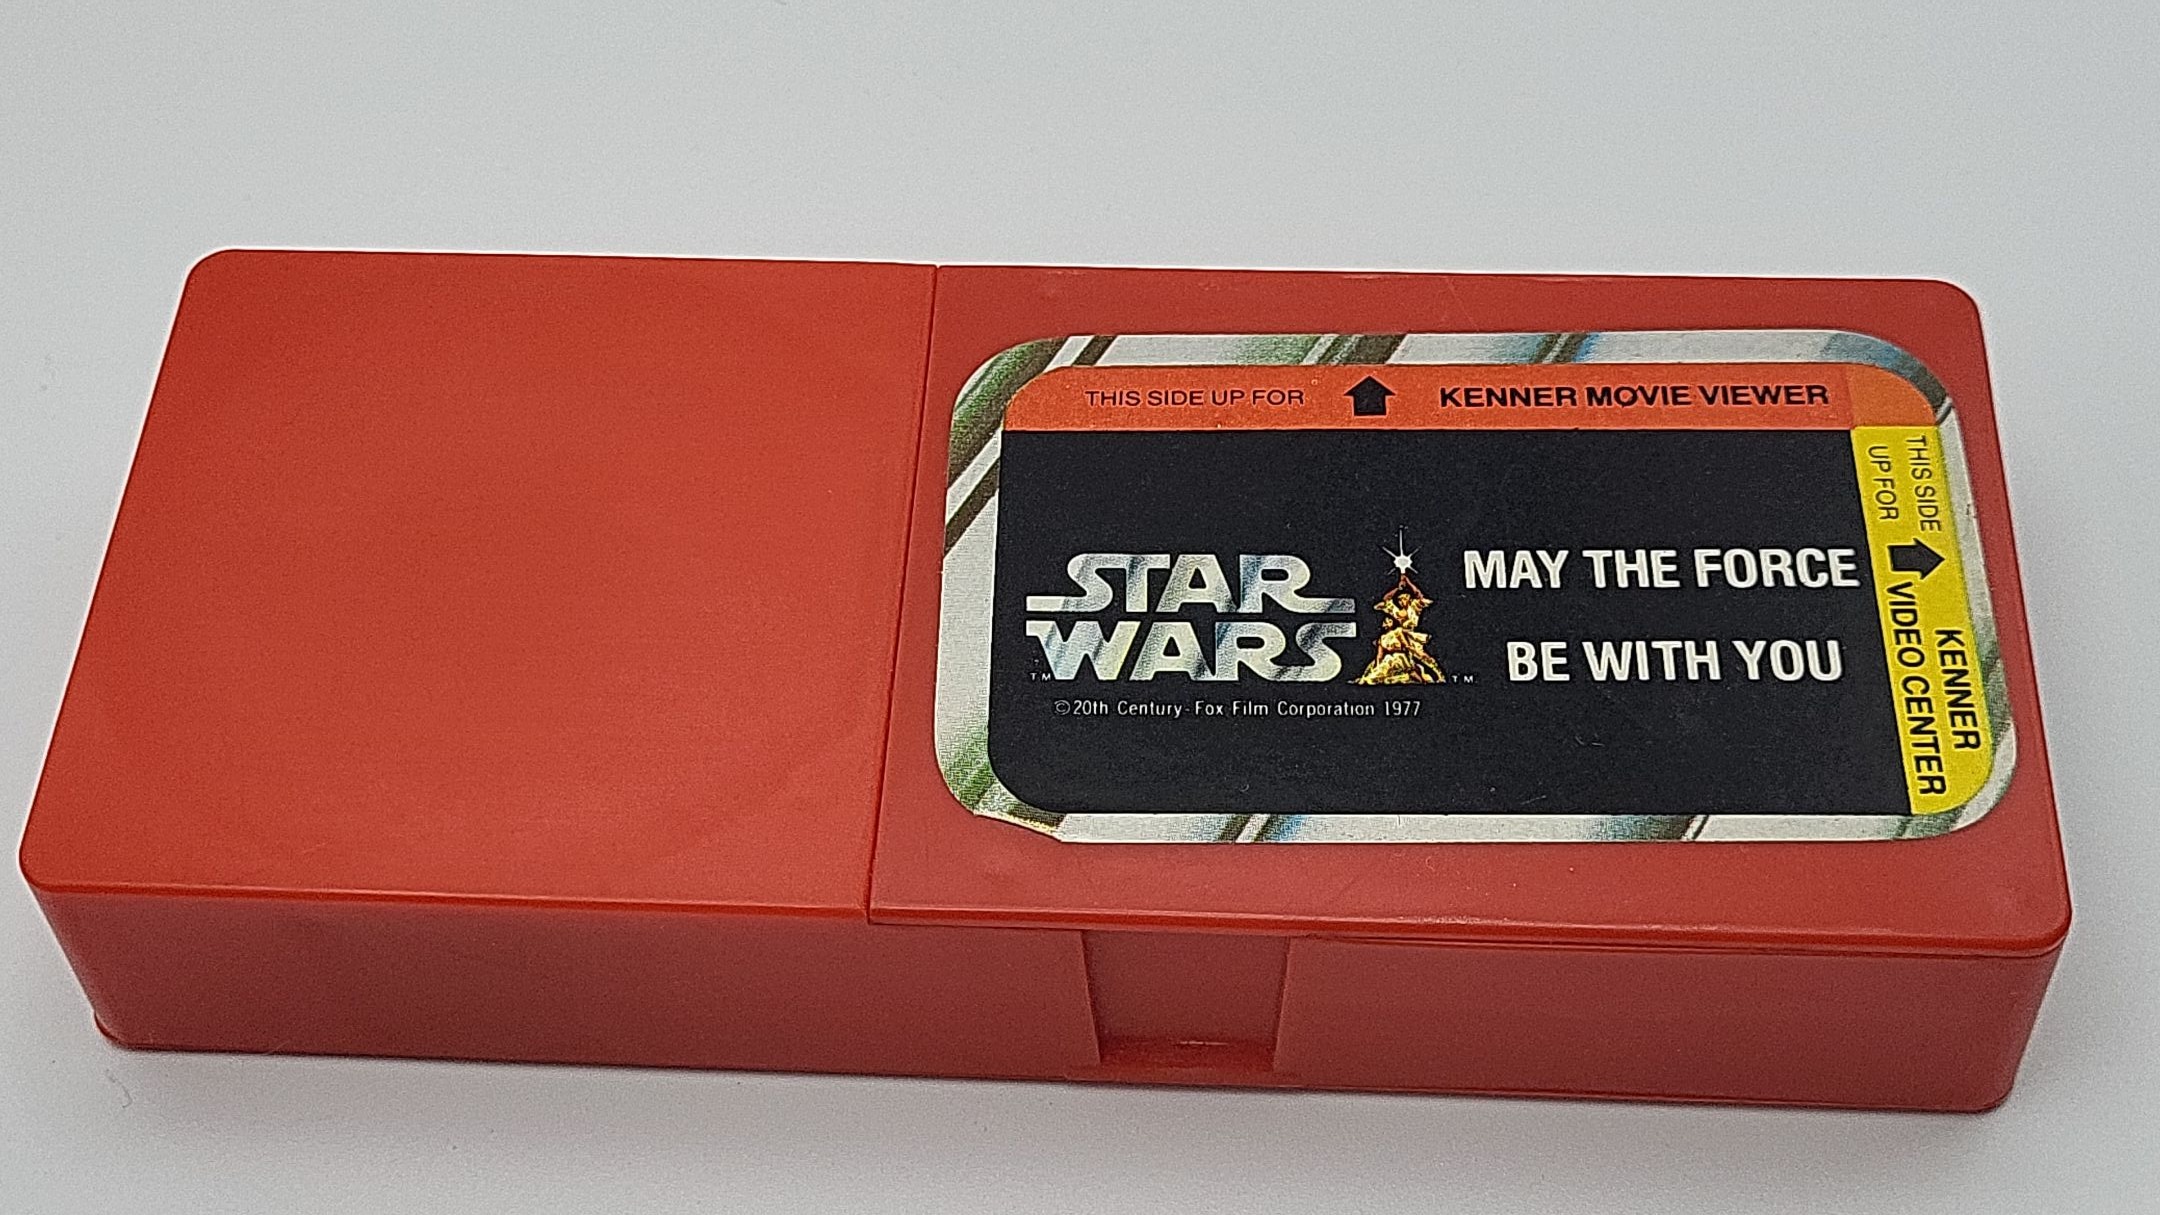 THIS SIDE UP FOR KENNER MOVIE VIEWER
STAR
WARS
TM
TM
©20th Century-Fox Film Corporation 1977
MAY THE FORCE
BE WITH YOU
THIS SIDE
UP FOR
KENNER
VIDEO CENTER